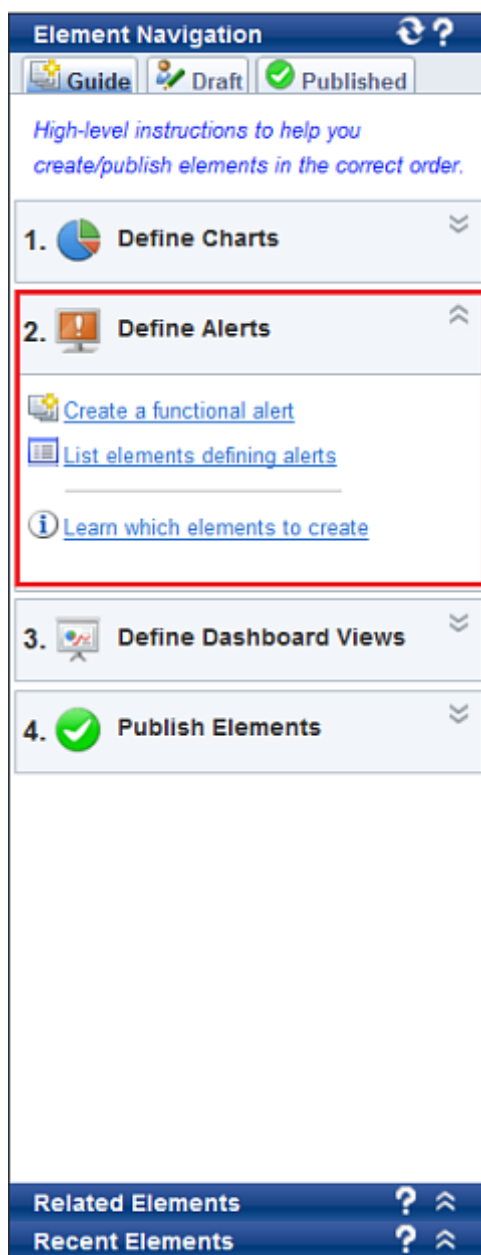 Element Navigation ?
Guide Draft Published
High-level instructions to help you
create/publish elements in the correct order.
1. Define Charts
2. Define Alerts
Create a functional alert
List elements defining alerts
Learn which elements to create
3. Define Dashboard Views
4. Publish Elements
Related Elements ?
Recent Elements ?